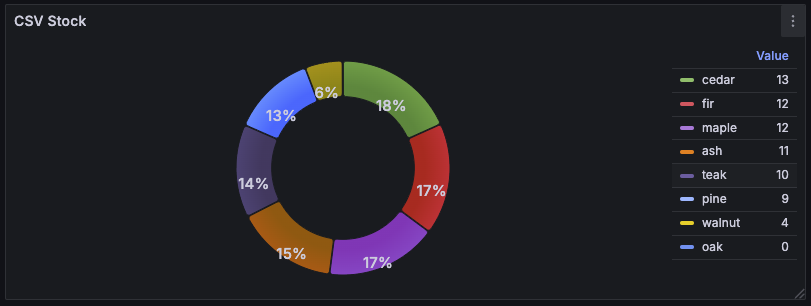 CSV Stock
Value
6%
18%
13%
14%
17%
15%
17%
cedar 13
fir 12
maple 12
ash 11
teak 10
pine 9
walnut 4
oak 0